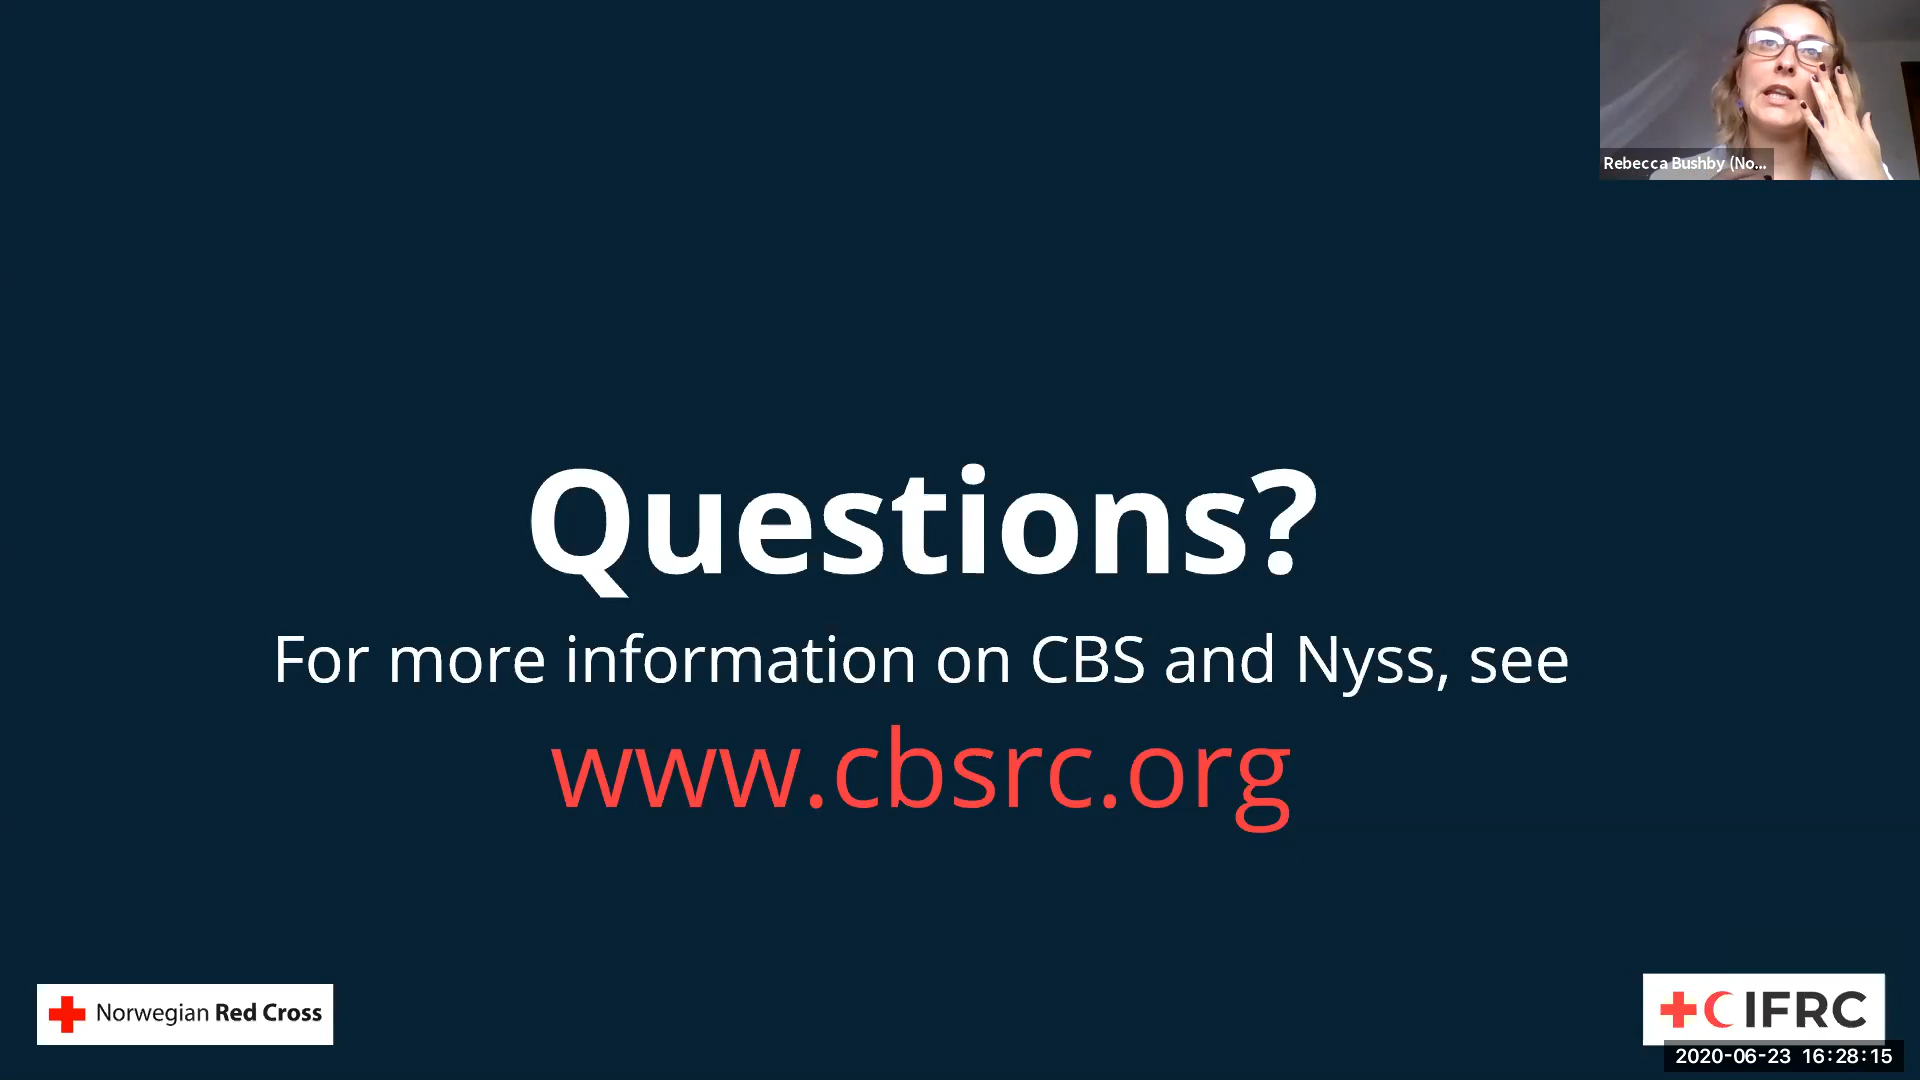 Rebecca Bushby (No...
Questions?
For more information on CBS and Nyss, see
www.cbsrc.org
Norwegian Red Cross
IFRC
2020-06-23 16:28:15